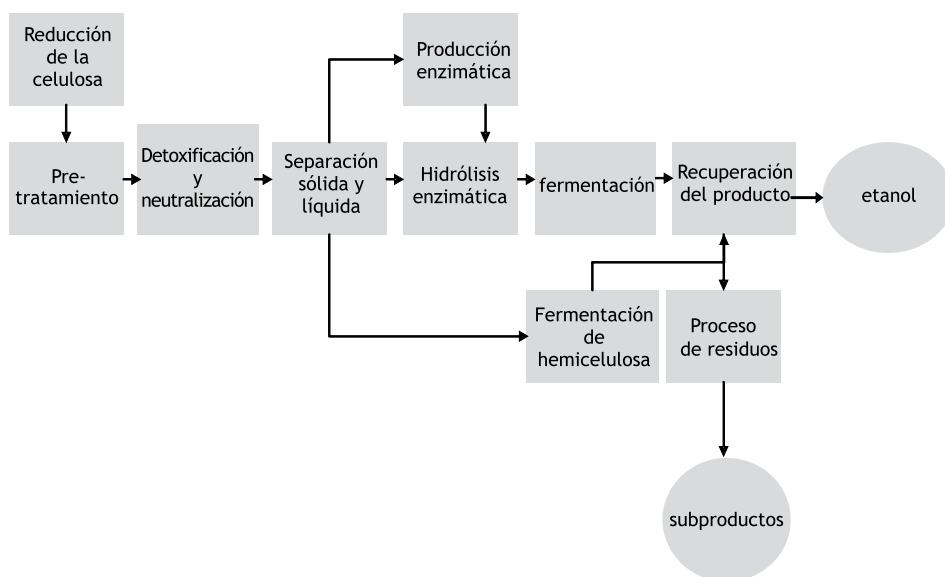 Reducción
de la
celulosa
Producción
enzimática
Pre-
tratamiento
Detoxificación
y
neutralización
Separación
sólida y
líquida
Hidrólisis
enzimática
fermentación
Recuperación
del producto
etanol
Fermentación
de
hemicelulosa
Proceso
de residuos
subproductos